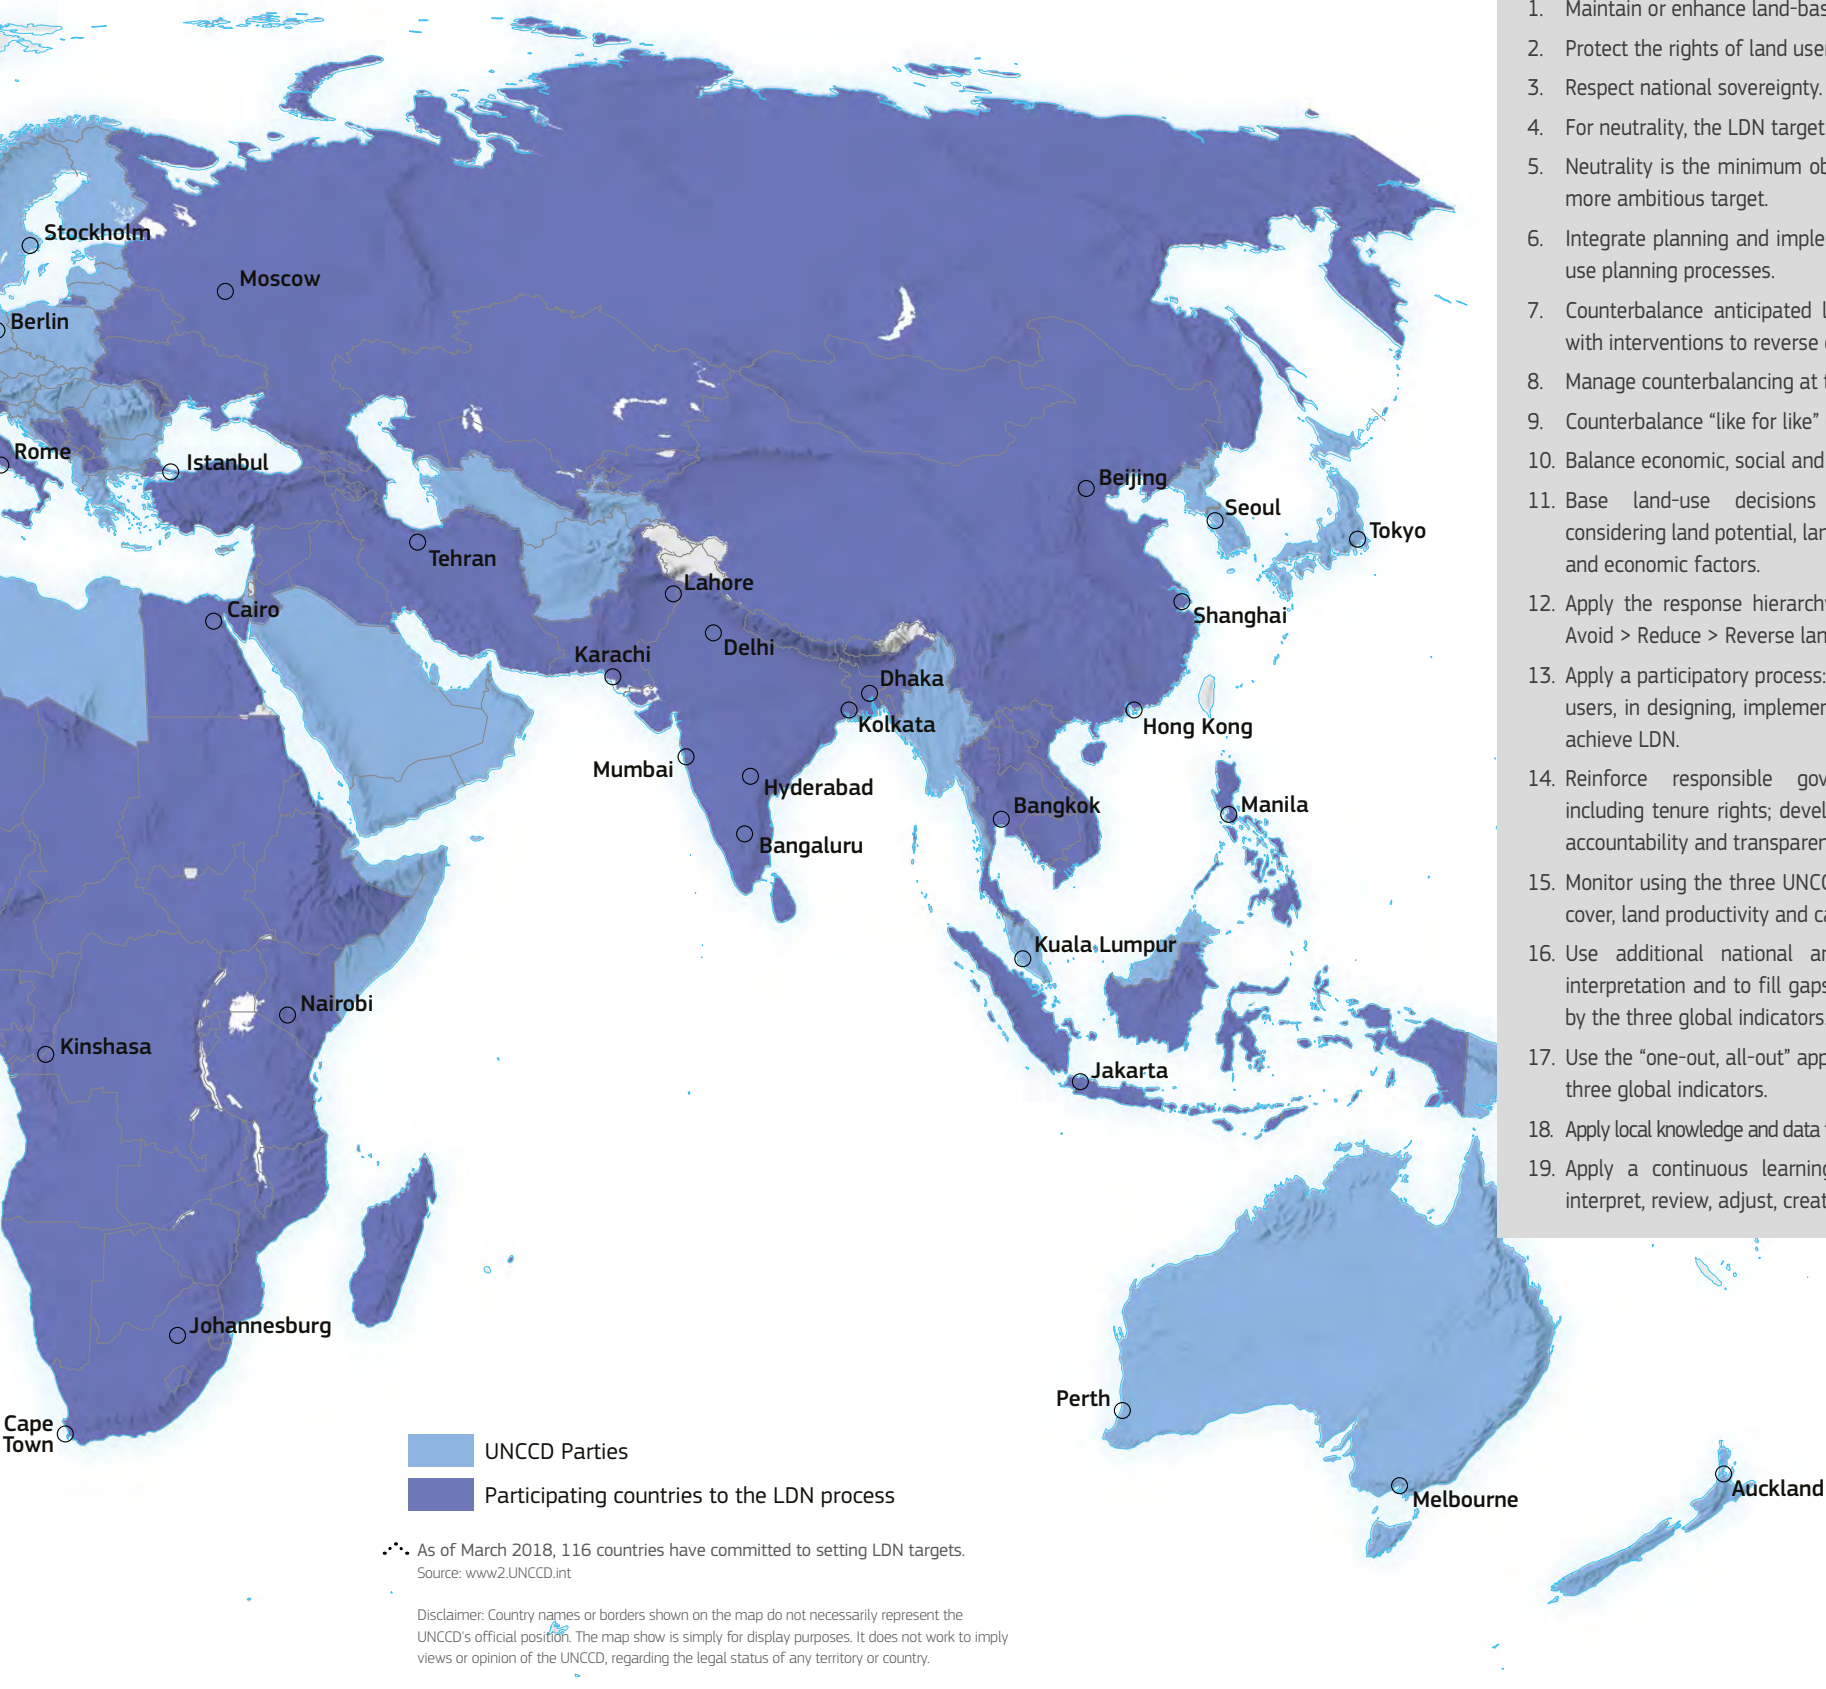 Stockholm
Moscow
Berlin
Rome
Istanbul
Tehran
Cairo
Lahore
Delhi
Karachi
Dhaka
Kolkata
Mumbai
Hyderabad
Bangaluru
Beijing
Seoul
Tokyo
Shanghai
Hong Kong
Bangkok
Manila
Kuala Lumpur
Jakarta
Nairobi
Kinshasa
Johannesburg
Cape
Town
Perth
Melbourne
Auckland
UNCCD Parties
Participating countries to the LDN process
As of March 2018, 116 countries have committed to setting LDN targets.
Source: www2.UNCCD.int
Disclaimer: Country names or borders shown on the map do not necessarily represent the
UNCCD's official position. The map show is simply for display purposes. It does not work to imply
views or opinion of the UNCCD, regarding the legal status of any territory or country.
1. Maintain or enhance land-bas
2. Protect the rights of land user
3. Respect national sovereignty.
4. For neutrality, the LDN target
5. Neutrality is the minimum ob
more ambitious target.
6. Integrate planning and imple
use planning processes.
7. Counterbalance anticipated l
with interventions to reverse
8. Manage counterbalancing at t
9. Counterbalance “like for like”
10. Balance economic, social and
11. Base land-use decisions
considering land potential, lan
and economic factors.
12. Apply the response hierarchy
Avoid > Reduce > Reverse lan
13. Apply a participatory process:
users, in designing, implemen
achieve LDN.
14. Reinforce responsible gov
including tenure rights; devel
accountability and transparen
15. Monitor using the three UNCC
cover, land productivity and ca
16. Use additional national an
interpretation and to fill gaps
by the three global indicators
17. Use the “one-out, all-out” app
three global indicators.
18. Apply local knowledge and data
19. Apply a continuous learning
interpret, review, adjust, creat